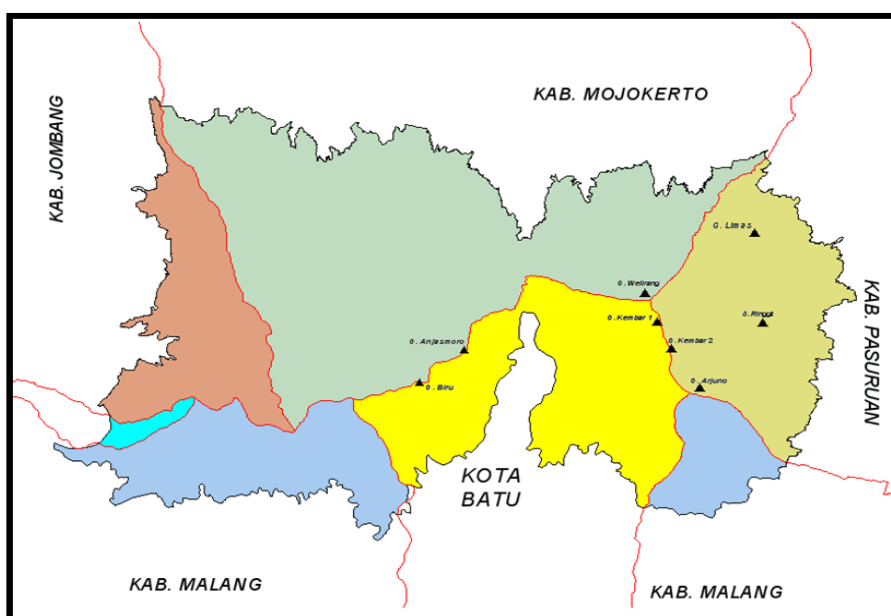 KAB. MOJOKERTO
KAB. JOMBANG
G. Limas
G. Welirang
G. Kembar 1
G. Ringgit
G. Anjasmoro
G. Kembar 2
G. Biru
G. Arjuno
KAB. PASURUAN
KOTA
BATU
KAB. MALANG
KAB. MALANG